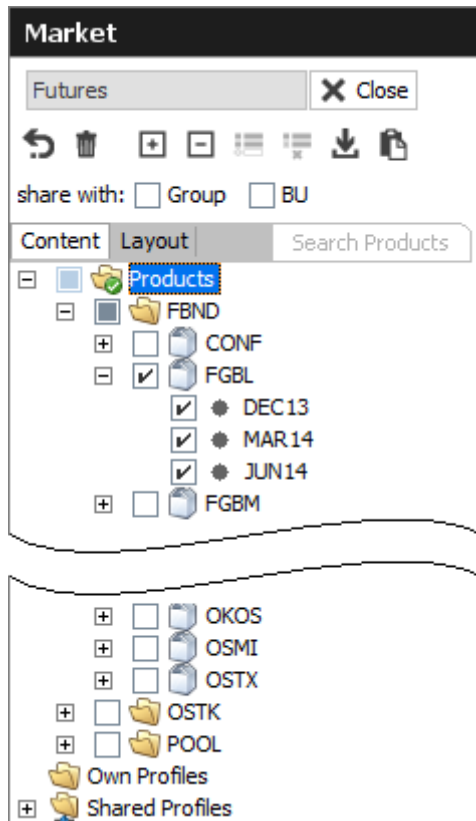 Market
Futures Close
share with: Group BU
Content Layout Search Products
Products
FBND
CONF
FGBL
DEC13
MAR14
JUN14
FGBM
OKOS
OSMI
OSTX
OSTK
POOL
Own Profiles
Shared Profiles